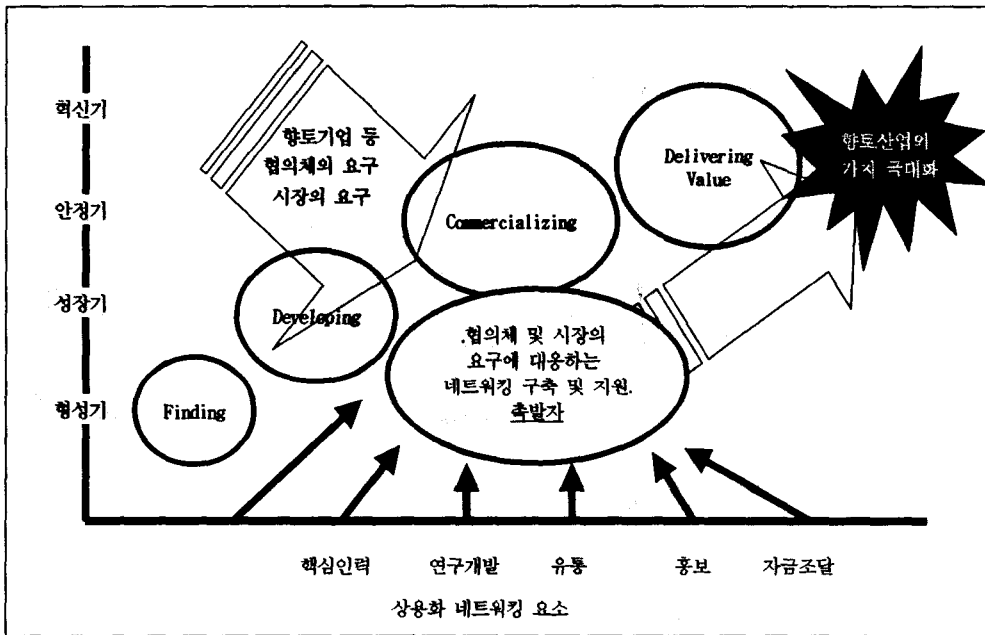 혁신기
안정기
성장기
형성기
향토기업 등
협의체의 요구
시장의 요구
Finding
Developing
Commercializing
Delivering
Value
향토산업의
가치 극대화
.협의체 및 시장의
요구에 대응하는
네트워킹 구축 및 지원.
촉발자
핵심인력
연구개발
유통
홍보
자금조달
상용화 네트워킹 요소